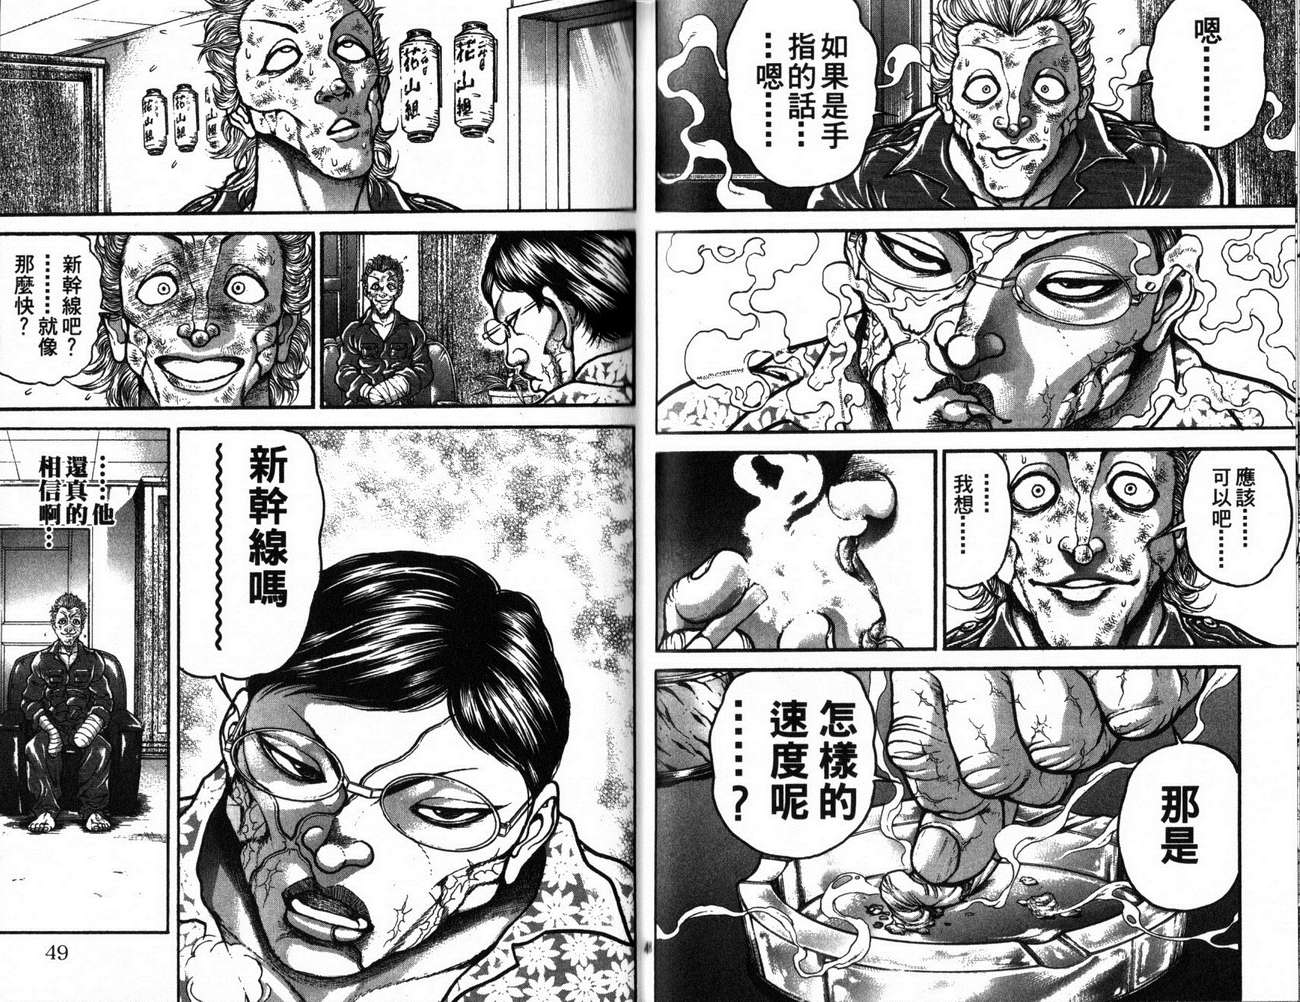 嗯………
如果是手
指的話…
……嗯………
應該……
可以吧……
……
我想……
那是
怎樣的
速度呢
………？
花山組
花山組
花山組
花山組
新幹線吧？
………就像
那麼快？
新幹線嗎
～～～～
……他
還真的
相信啊…
49